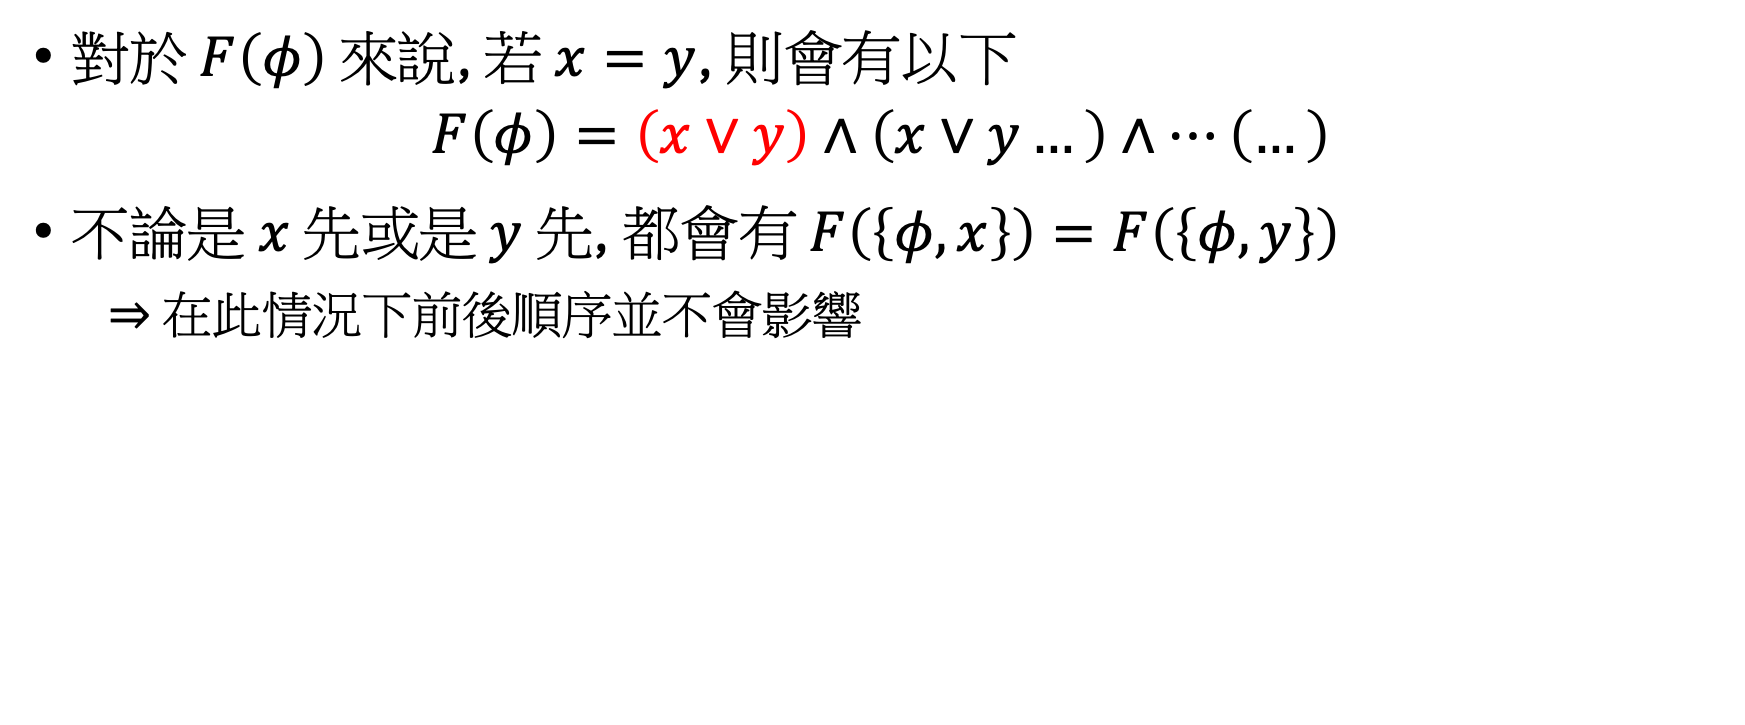 • 對於 F(ϕ) 來說, 若 x = y, 則會有以下
F(ϕ) = (x ∨ y) ∧ (x ∨ y … ) ∧ ⋯ (… )
• 不論是 x 先或是 y 先, 都會有 F({ϕ, x}) = F({ϕ, y})
⇒ 在此情況下前後順序並不會影響